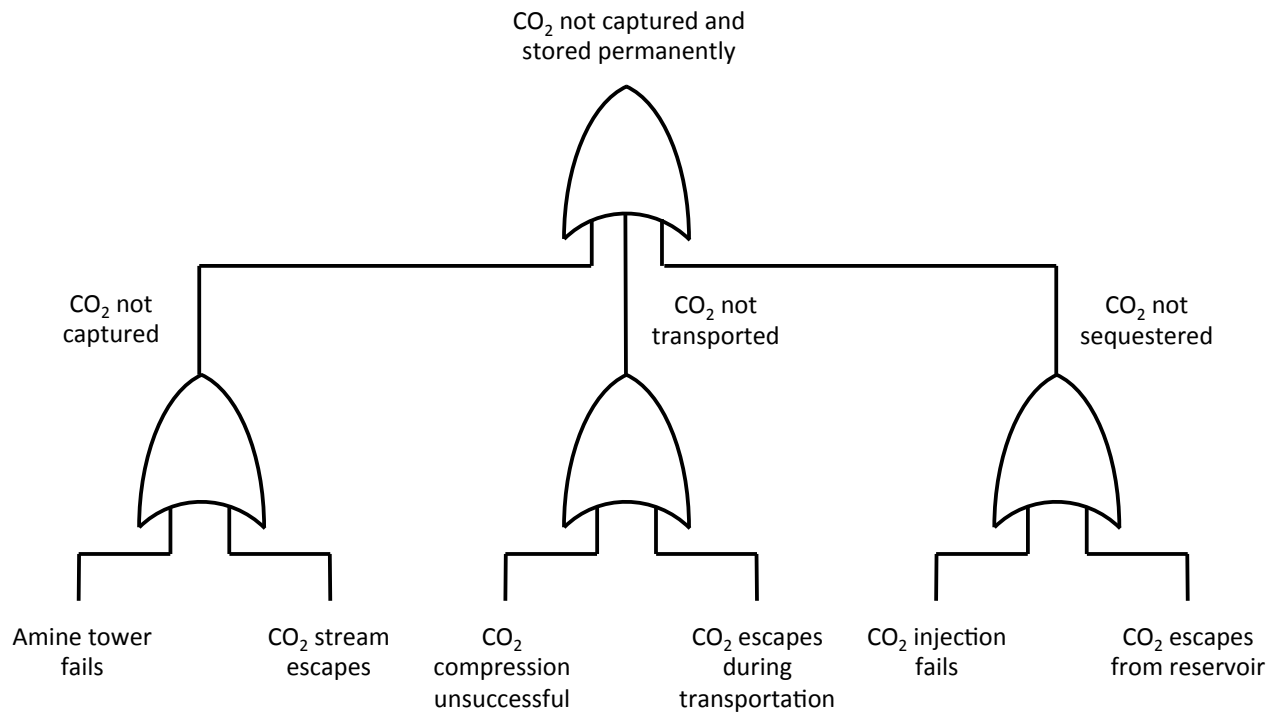 CO₂ not captured and
stored permanently
CO₂ not
captured
CO₂ not
transported
CO₂ not
sequestered
Amine tower
fails
CO₂ stream
escapes
CO₂
compression
unsuccessful
CO₂ escapes
during
transportation
CO₂ injection
fails
CO₂ escapes
from reservoir